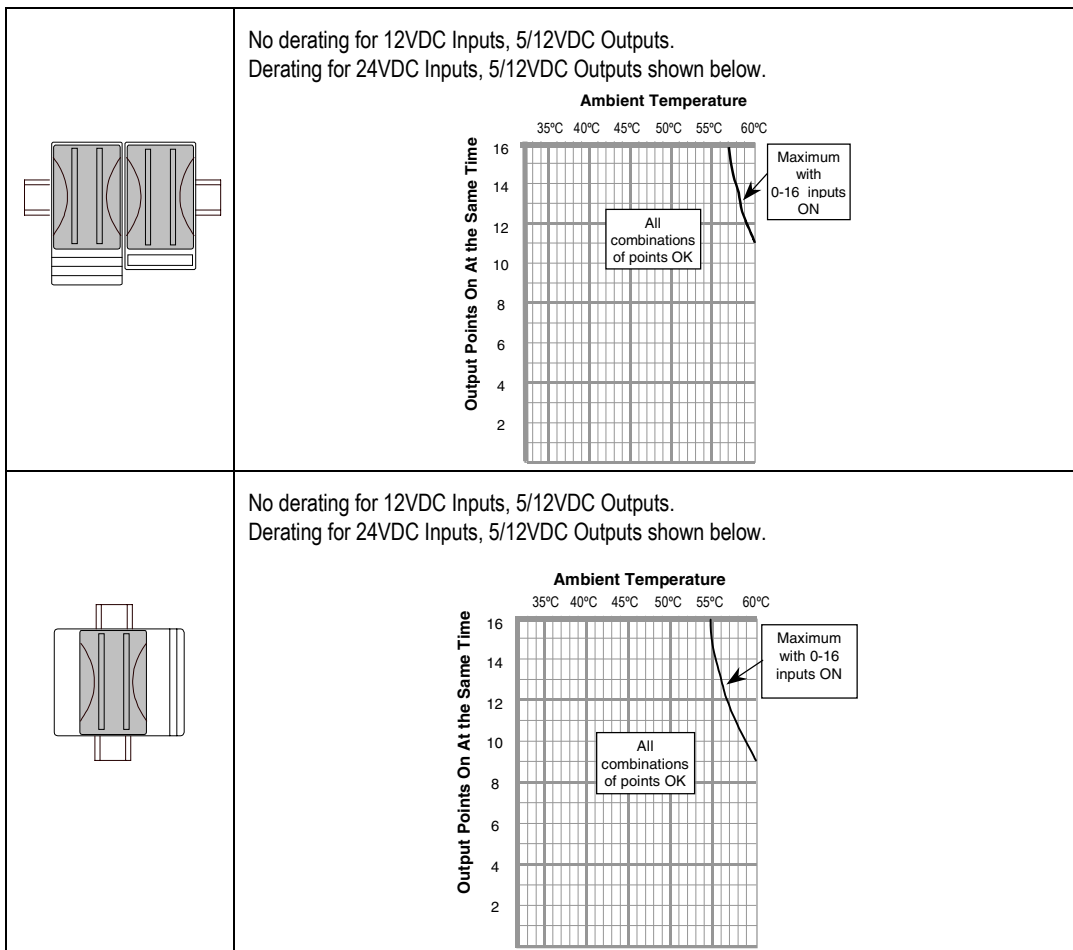 No derating for 12VDC Inputs, 5/12VDC Outputs.
Derating for 24VDC Inputs, 5/12VDC Outputs shown below.
Ambient Temperature
35ºC 40ºC 45ºC 50ºC 55ºC 60ºC
Output Points On At the Same Time
16
14
12
10
8
6
4
2
Maximum
with
0-16 inputs
ON
All
combinations
of points OK
No derating for 12VDC Inputs, 5/12VDC Outputs.
Derating for 24VDC Inputs, 5/12VDC Outputs shown below.
Ambient Temperature
35ºC 40ºC 45ºC 50ºC 55ºC 60ºC
Output Points On At the Same Time
16
14
12
10
8
6
4
2
Maximum
with 0-16
inputs ON
All
combinations
of points OK